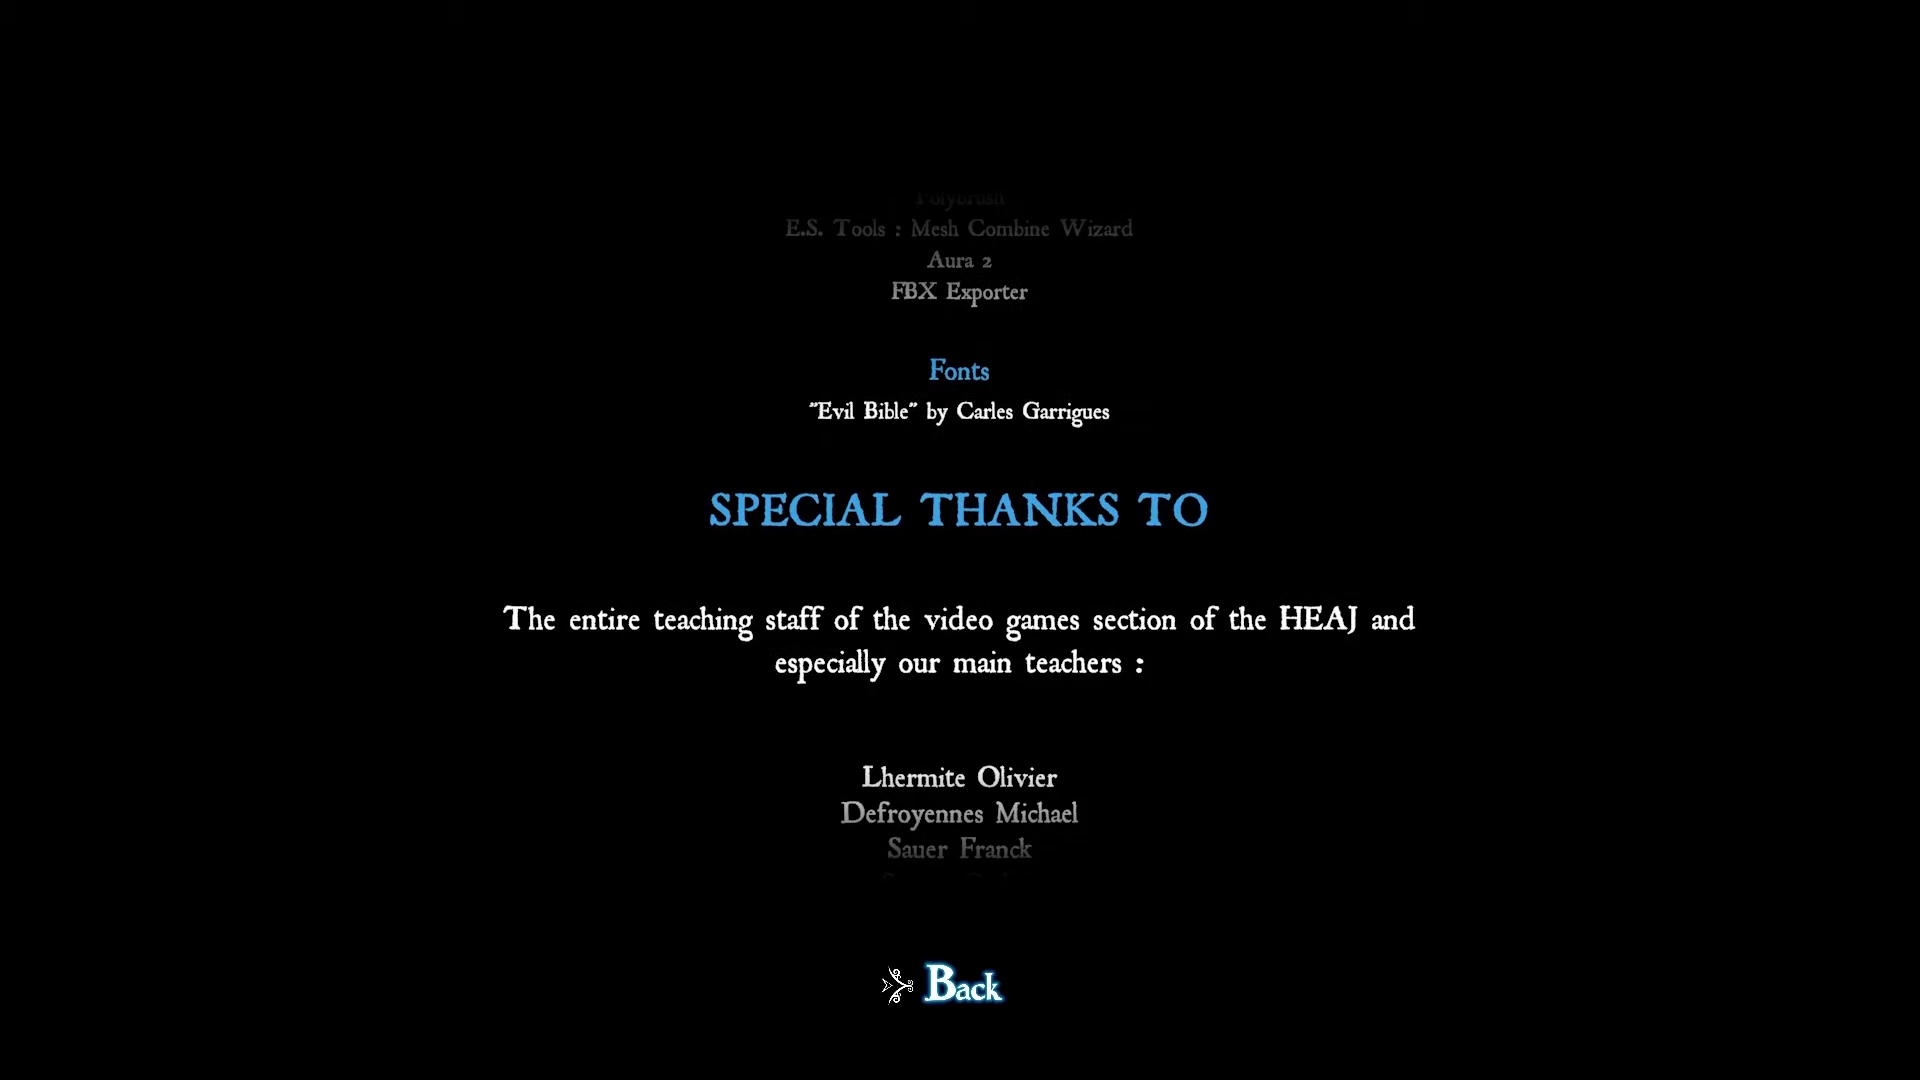 Polybrush
E.S. Tools : Mesh Combine Wizard
Aura 2
FBX Exporter
Fonts
"Evil Bible" by Carles Garrigues
SPECIAL THANKS TO
The entire teaching staff of the video games section of the HEAJ and
especially our main teachers :
Lhermite Olivier
Defroyennes Michael
Sauer Franck
Back